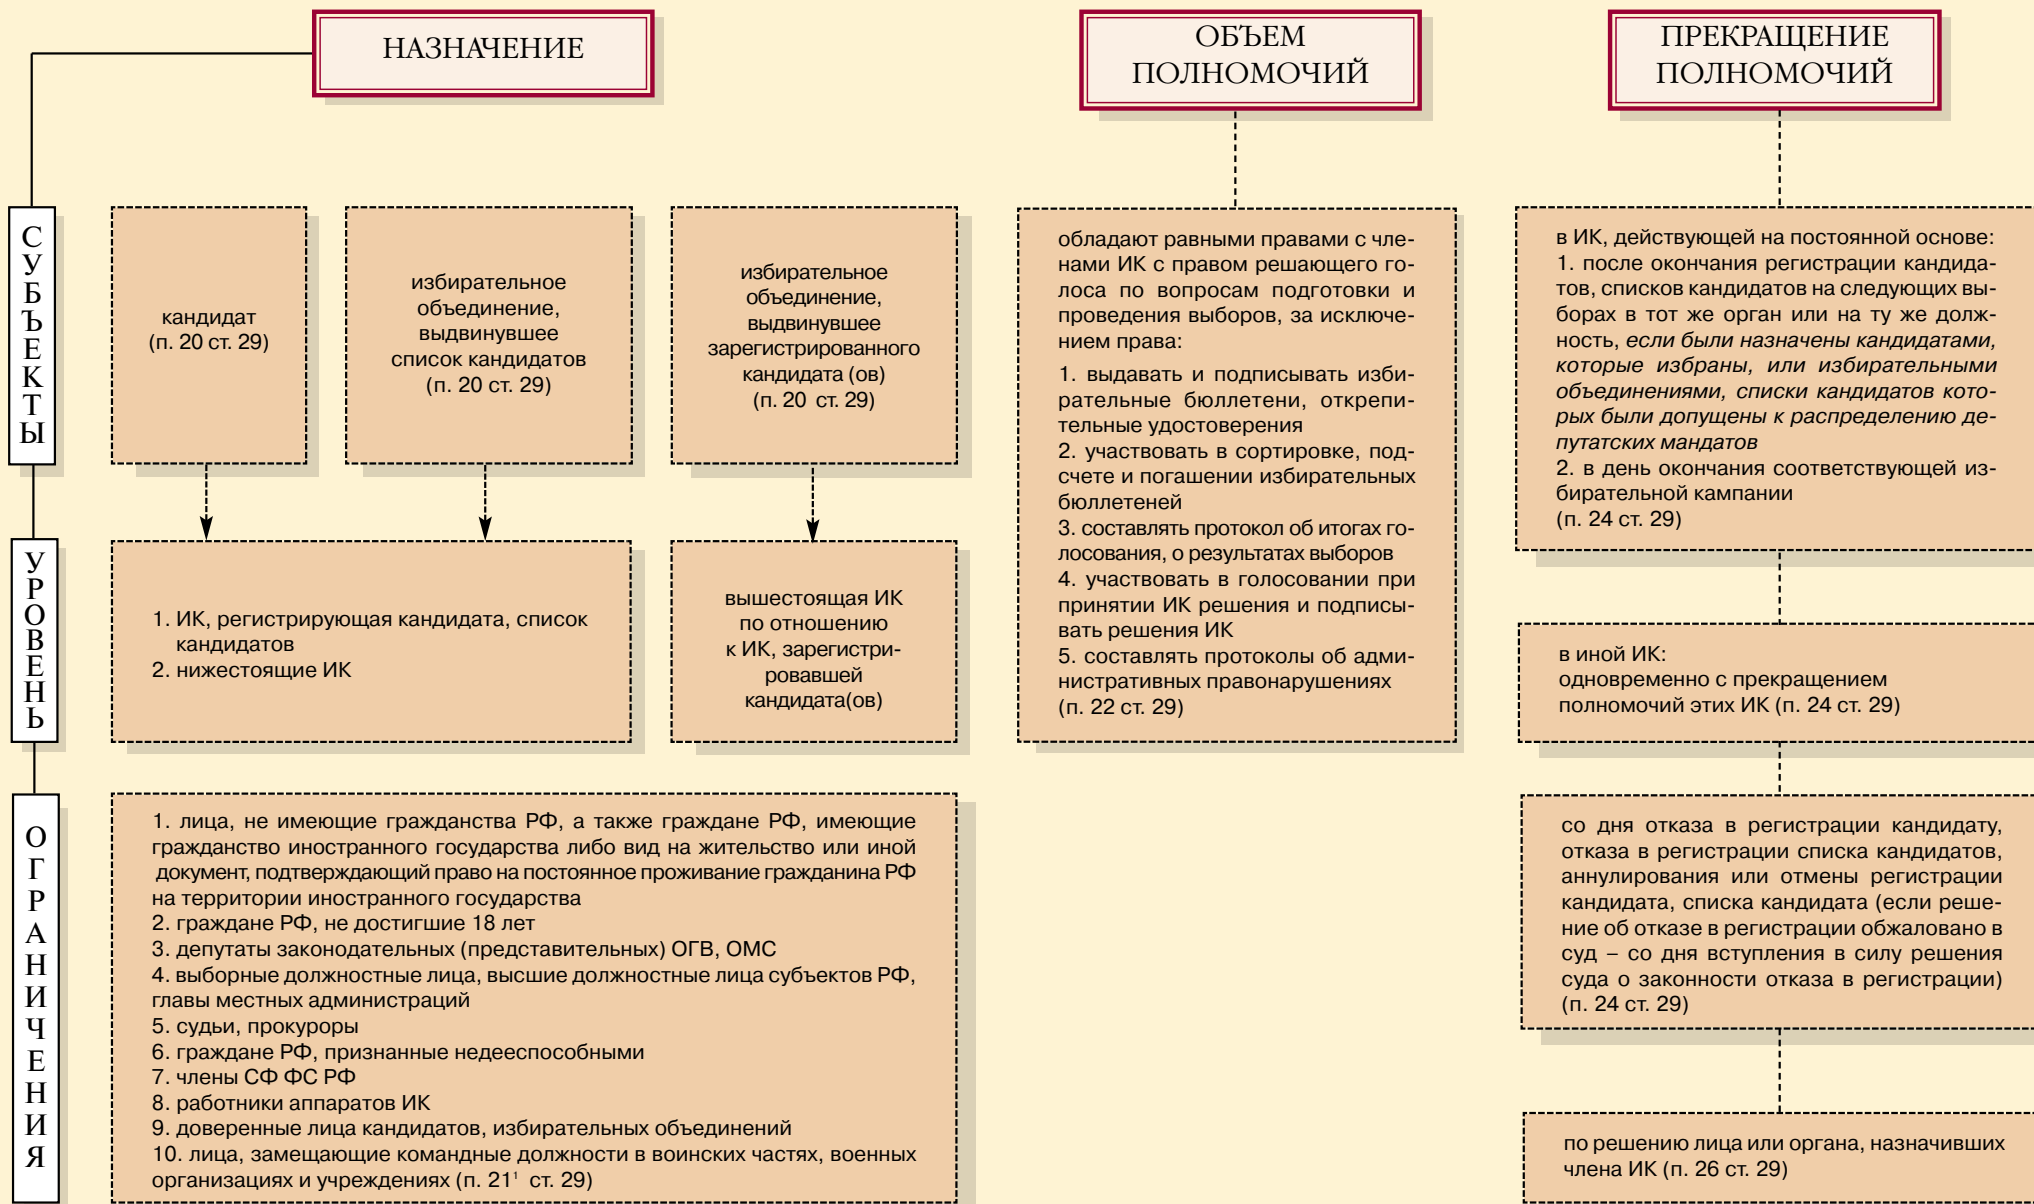 НАЗНАЧЕНИЕ
СУБЪЕКТЫ
кандидат
(п. 20 ст. 29)
избирательное
объединение,
выдвинувшее
список кандидатов
(п. 20 ст. 29)
избирательное
объединение,
выдвинувшее
зарегистрированного
кандидата (ов)
(п. 20 ст. 29)
УРОВЕНЬ
1. ИК, регистрирующая кандидата, список
кандидатов
2. нижестоящие ИК
вышестоящая ИК
по отношению
к ИК, зарегистри-
ровавшей
кандидата(ов)
ОГРАНИЧЕНИЯ
1. лица, не имеющие гражданства РФ, а также граждане РФ, имеющие
гражданство иностранного государства либо вид на жительство или иной
документ, подтверждающий право на постоянное проживание гражданина РФ
на территории иностранного государства
2. граждане РФ, не достигшие 18 лет
3. депутаты законодательных (представительных) ОГВ, ОМС
4. выборные должностные лица, высшие должностные лица субъектов РФ,
главы местных администраций
5. судьи, прокуроры
6. граждане РФ, признанные недееспособными
7. члены СФ ФС РФ
8. работники аппаратов ИК
9. доверенные лица кандидатов, избирательных объединений
10. лица, замещающие командные должности в воинских частях, военных
организациях и учреждениях (п. 21¹ ст. 29)
ОБЪЕМ
ПОЛНОМОЧИЙ
обладают равными правами с чле-
нами ИК с правом решающего го-
лоса по вопросам подготовки и
проведения выборов, за исключе-
нием права:
1. выдавать и подписывать изби-
рательные бюллетени, открепи-
тельные удостоверения
2. участвовать в сортировке, под-
счете и погашении избирательных
бюллетеней
3. составлять протокол об итогах го-
лосования, о результатах выборов
4. участвовать в голосовании при
принятии ИК решения и подписы-
вать решения ИК
5. составлять протоколы об адми-
нистративных правонарушениях
(п. 22 ст. 29)
ПРЕКРАЩЕНИЕ
ПОЛНОМОЧИЙ
в ИК, действующей на постоянной основе:
1. после окончания регистрации кандида-
тов, списков кандидатов на следующих вы-
борах в тот же орган или на ту же долж-
ность, если были назначены кандидатами,
которые избраны, или избирательными
объединениями, списки кандидатов кото-
рых были допущены к распределению де-
путатских мандатов
2. в день окончания соответствующей из-
бирательной кампании
(п. 24 ст. 29)
в иной ИК:
одновременно с прекращением
полномочий этих ИК (п. 24 ст. 29)
со дня отказа в регистрации кандидату,
отказа в регистрации списка кандидатов,
аннулирования или отмены регистрации
кандидата, списка кандидата (если реше-
ние об отказе в регистрации обжаловано в
суд – со дня вступления в силу решения
суда о законности отказа в регистрации)
(п. 24 ст. 29)
по решению лица или органа, назначивших
члена ИК (п. 26 ст. 29)